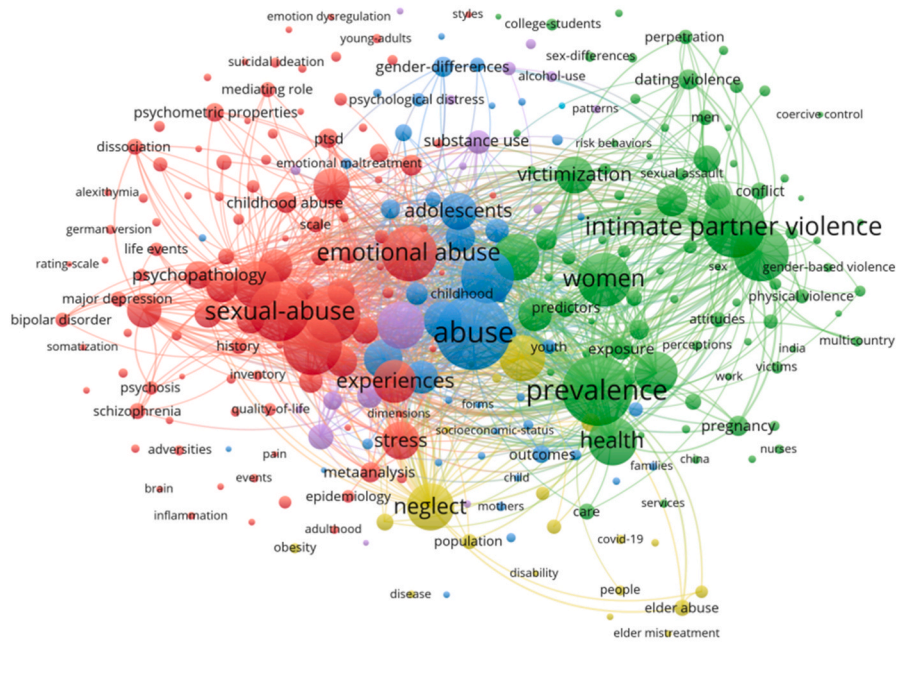 emotion dysregulation
styles
college-students
young-adults
perpetration
suicidal ideation
gender-differences
sex-differences
alcohol-use
dating violence
mediating role
psychological distress
patterns
psychometric properties
men
coercive-control
ptsd
substance use
risk behaviors
dissociation
emotional maltreatment
victimization
sexual assault
alexithymia
childhood abuse
conflict
adolescents
scale
intimate partner violence
german version
life events
emotional abuse
rating-scale
psychopathology
women
sex
gender-based violence
childhood
major depression
sexual-abuse
predictors
physical violence
bipolar disorder
attitudes
abuse
somatization
history
youth
exposure
perceptions
india
multicountry
inventory
experiences
work
victims
psychosis
prevalence
quality-of-life
forms
schizophrenia
dimensions
socioeconomic-status
pregnancy
stress
health
adversities
pain
outcomes
nurses
families
china
metaanalysis
events
child
brain
epidemiology
neglect
mothers
services
inflammation
care
adulthood
obesity
population
covid-19
disability
disease
people
elder abuse
elder mistreatment